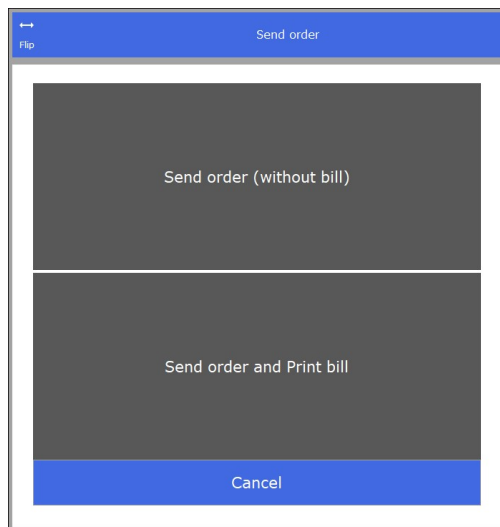 Send order
Flip
Send order (without bill)
Send order and Print bill
Cancel